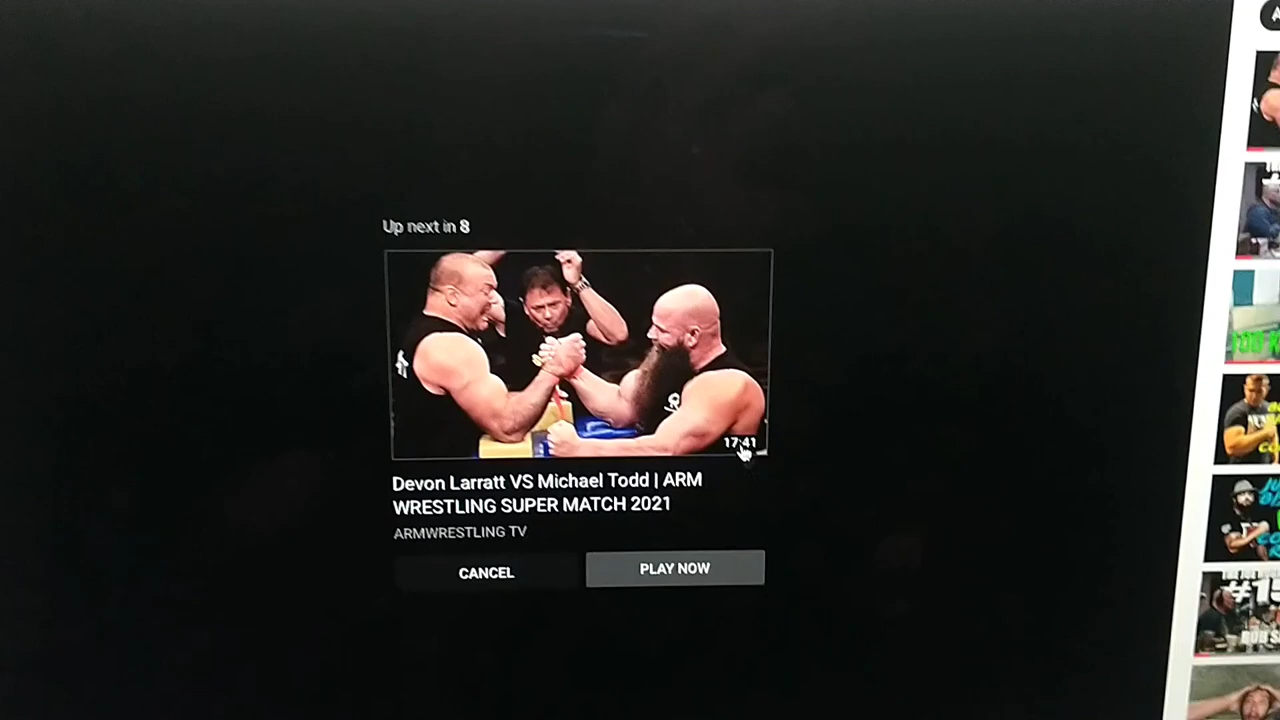 Up next in 8
17:41
Devon Larratt VS Michael Todd | ARM
WRESTLING SUPER MATCH 2021
ARMWRESTLING TV
CANCEL
PLAY NOW
#15